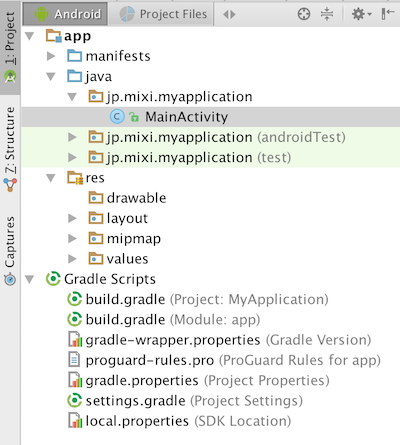 Android Project Files
1: Project
Z: Structure
Captures
app
manifests
java
jp.mixi.myapplication
MainActivity
jp.mixi.myapplication (androidTest)
jp.mixi.myapplication (test)
res
drawable
layout
mipmap
values
Gradle Scripts
build.gradle (Project: MyApplication)
build.gradle (Module: app)
gradle-wrapper.properties (Gradle Version)
proguard-rules.pro (ProGuard Rules for app)
gradle.properties (Project Properties)
settings.gradle (Project Settings)
local.properties (SDK Location)